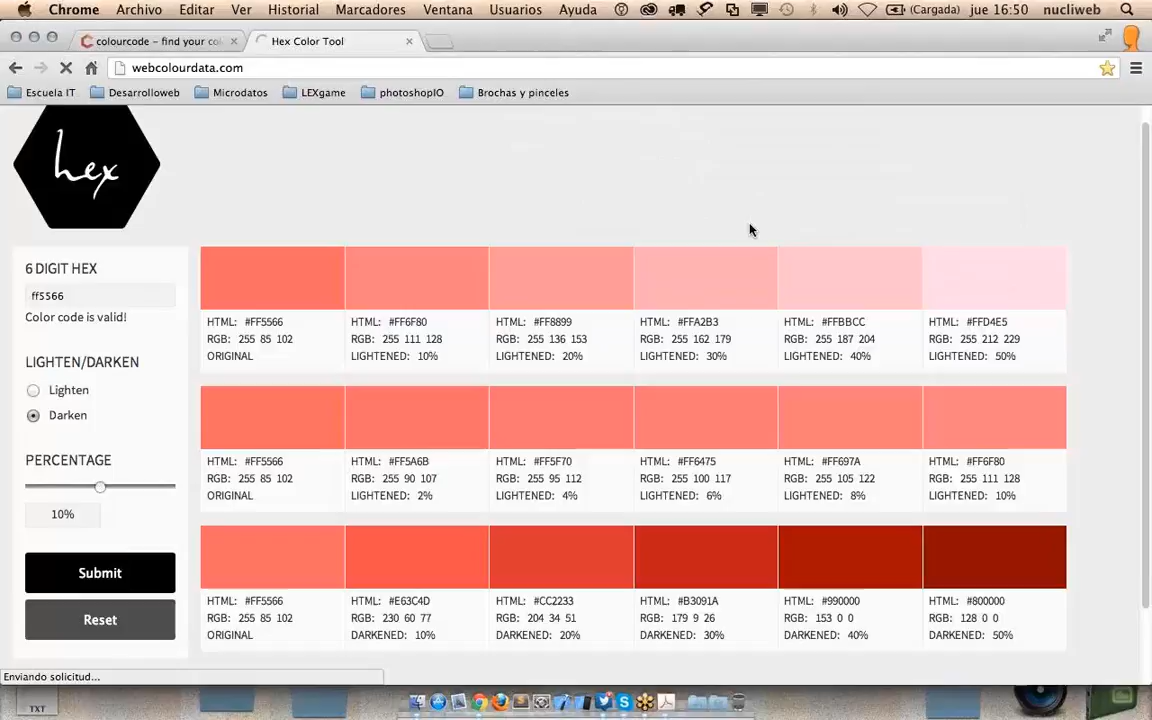 Chrome Archivo Editar Ver Historial Marcadores Ventana Usuarios Ayuda (Cargada) jue 16:50 nucliweb
colourcode - find your co Hex Color Tool
webcolourdata.com
Escuela IT Desarrolloweb Microdatos LEXgame photoshopIO Brochas y pinceles
hex
6 DIGIT HEX
ff5566
Color code is valid!
LIGHTEN/DARKEN
Lighten
Darken
PERCENTAGE
10%
Submit
Reset
HTML: #FF5566 HTML: #FF6F80 HTML: #FF8899 HTML: #FFA2B3 HTML: #FFBBCC HTML: #FFD4E5
RGB: 255 85 102 RGB: 255 111 128 RGB: 255 136 153 RGB: 255 162 179 RGB: 255 187 204 RGB: 255 212 229
ORIGINAL LIGHTENED: 10% LIGHTENED: 20% LIGHTENED: 30% LIGHTENED: 40% LIGHTENED: 50%
HTML: #FF5566 HTML: #FF5A6B HTML: #FF5F70 HTML: #FF6475 HTML: #FF697A HTML: #FF6F80
RGB: 255 85 102 RGB: 255 90 107 RGB: 255 95 112 RGB: 255 100 117 RGB: 255 105 122 RGB: 255 111 128
ORIGINAL LIGHTENED: 2% LIGHTENED: 4% LIGHTENED: 6% LIGHTENED: 8% LIGHTENED: 10%
HTML: #FF5566 HTML: #E63C4D HTML: #CC2233 HTML: #B3091A HTML: #990000 HTML: #800000
RGB: 255 85 102 RGB: 230 60 77 RGB: 204 34 51 RGB: 179 9 26 RGB: 153 0 0 RGB: 128 0 0
ORIGINAL DARKENED: 10% DARKENED: 20% DARKENED: 30% DARKENED: 40% DARKENED: 50%
Enviando solicitud...
TXT